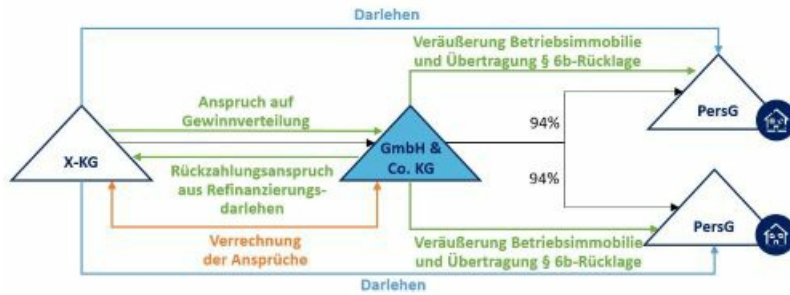 Darlehen
Veräußerung Betriebsimmobilie
und Übertragung § 6b-Rücklage
Anspruch auf
Gewinnverteilung
94%
PersG
X-KG
GmbH &
Co. KG
Rückzahlungsanspruch
aus Refinanzierungs-
darlehen
94%
PersG
Verrechnung
der Ansprüche
Veräußerung Betriebsimmobilie
und Übertragung § 6b-Rücklage
Darlehen